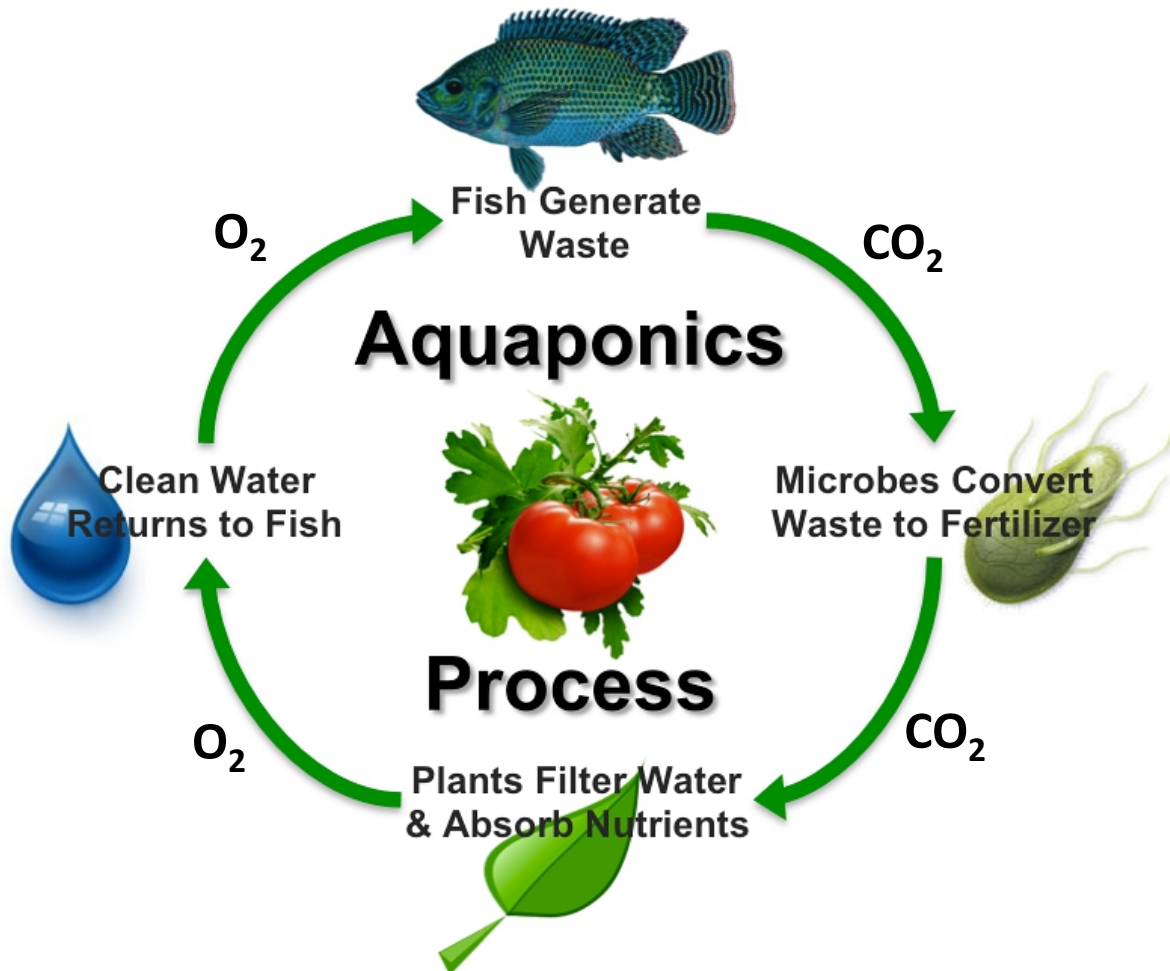 Fish Generate
Waste
O₂
CO₂
Aquaponics
Clean Water
Returns to Fish
Microbes Convert
Waste to Fertilizer
Process
O₂
CO₂
Plants Filter Water
& Absorb Nutrients